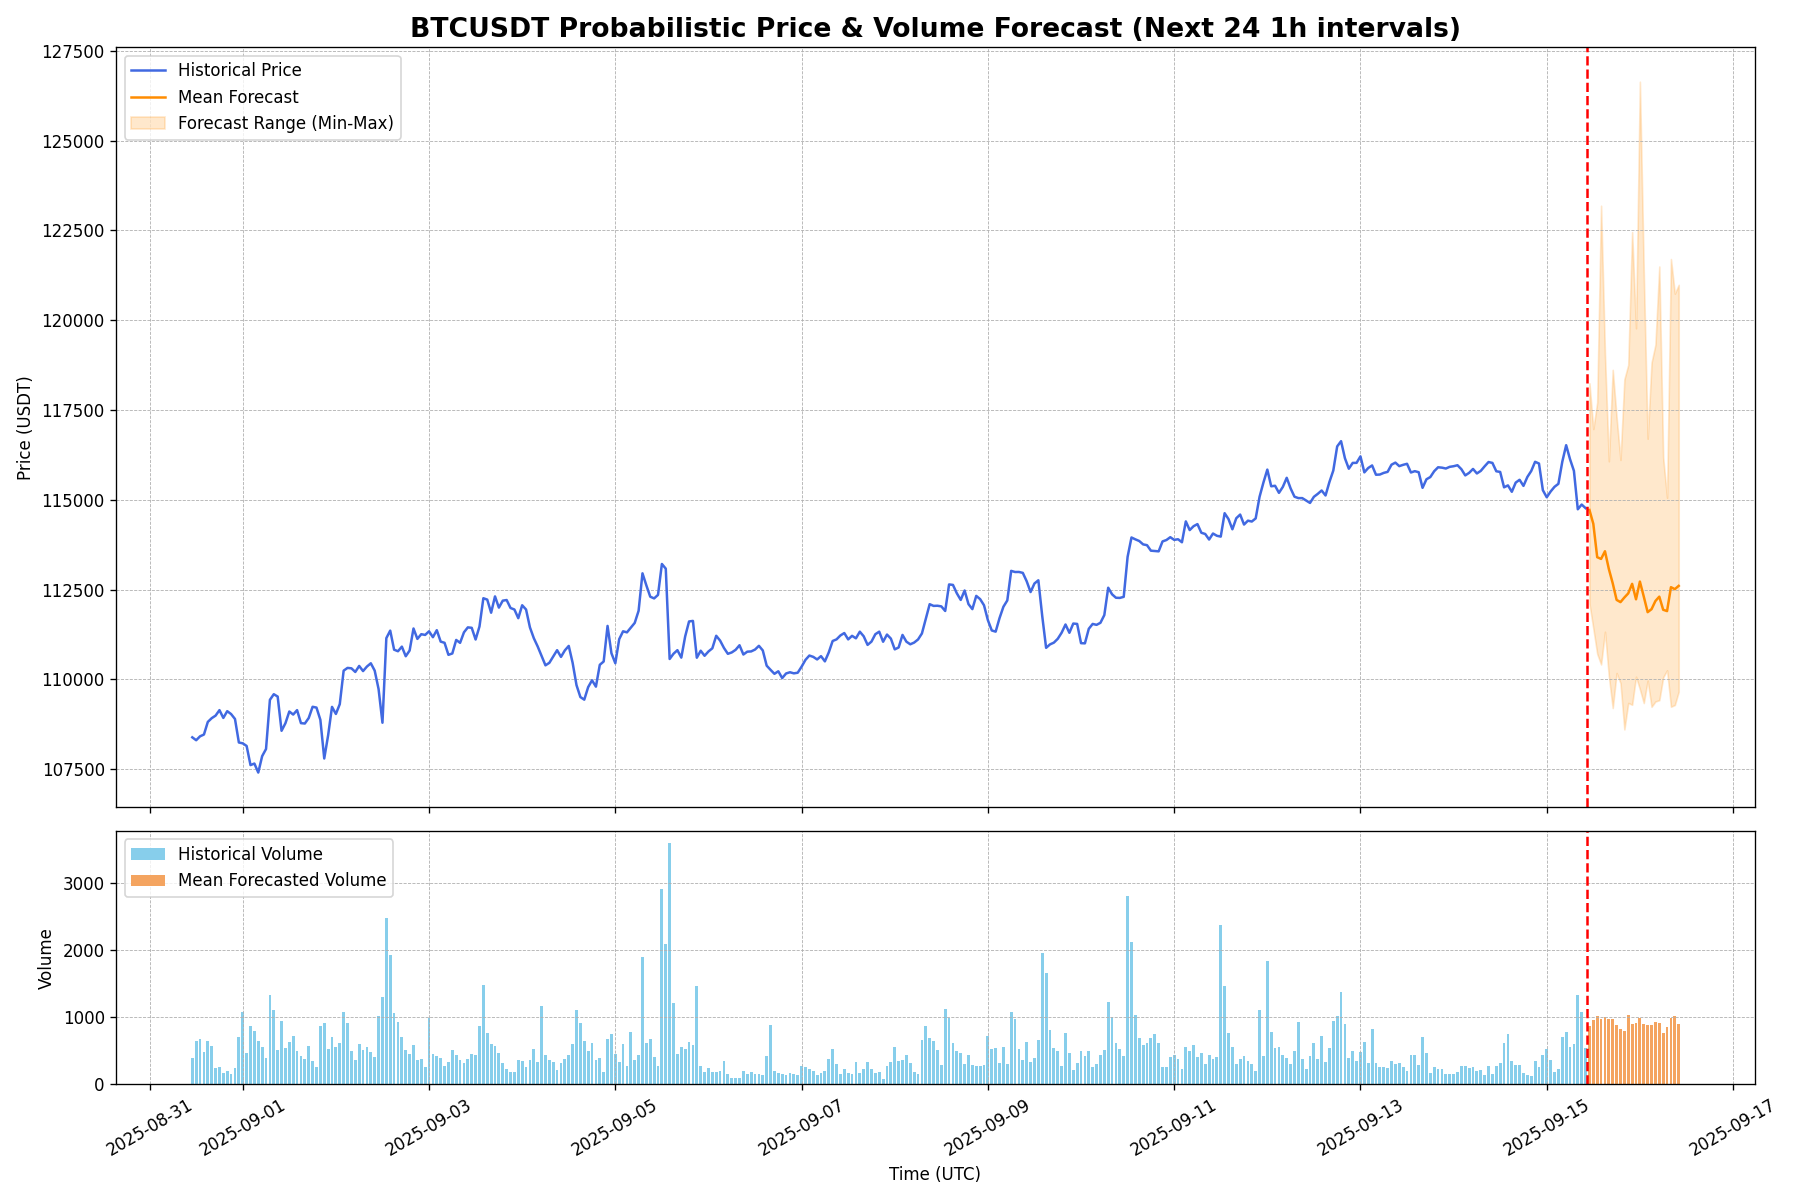 BTCUSDT Probabilistic Price & Volume Forecast (Next 24 1h intervals)
127500
125000
122500
120000
117500
115000
112500
110000
107500
Price (USDT)
Historical Price
Mean Forecast
Forecast Range (Min-Max)
3000
2000
1000
0
Volume
Historical Volume
Mean Forecasted Volume
2025-08-31
2025-09-01
2025-09-03
2025-09-05
2025-09-07
2025-09-09
2025-09-11
2025-09-13
2025-09-15
2025-09-17
Time (UTC)